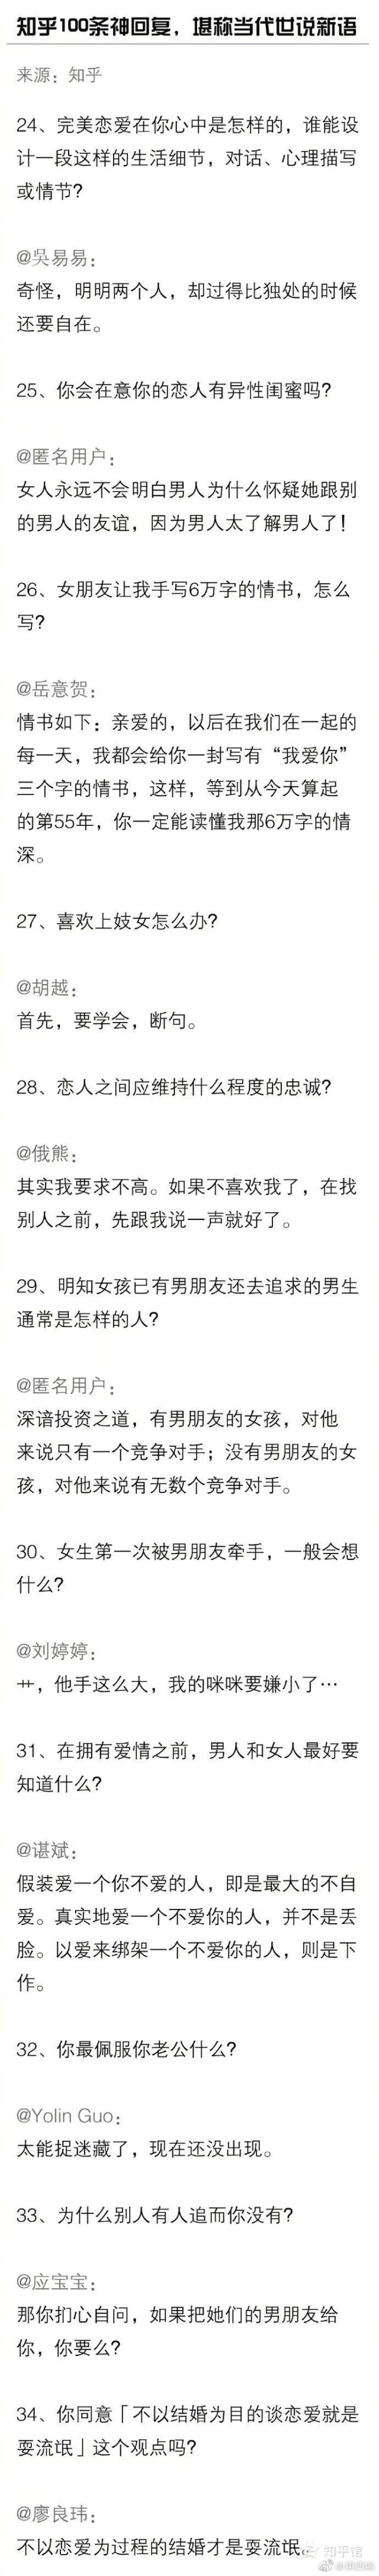 知乎100条神回复，堪称当代世说新语
来源：知乎
24、完美恋爱在你心中是怎样的，谁能设
计一段这样的生活细节，对话、心理描写
或情节？
@吳易易：
奇怪，明明两个人，却过得比独处的时候
还要自在。
25、你会在意你的恋人有异性闺蜜吗？
@匿名用户：
女人永远不会明白男人为什么怀疑她跟别
的男人的友谊，因为男人太了解男人了！
26、女朋友让我手写6万字的情书，怎么
写？
@岳意贺：
情书如下：亲爱的，以后在我们在一起的
每一天，我都会给你一封写有“我爱你”
三个字的情书，这样，等到从今天算起
的第55年，你一定能读懂我那6万字的情
深。
27、喜欢上妓女怎么办？
@胡越：
首先，要学会，断句。
28、恋人之间应维持什么程度的忠诚？
@俄熊：
其实我要求不高。如果不喜欢我了，在找
别人之前，先跟我说一声就好了。
29、明知女孩已有男朋友还去追求的男生
通常是怎样的人？
@匿名用户：
深谙投资之道，有男朋友的女孩，对他
来说只有一个竞争对手；没有男朋友的女
孩，对他来说有无数个竞争对手。
30、女生第一次被男朋友牵手，一般会想
什么？
@刘婷婷：
艹，他手这么大，我的咪咪要嫌小了…
31、在拥有爱情之前，男人和女人最好要
知道什么？
@谌斌：
假装爱一个你不爱的人，即是最大的不自
爱。真实地爱一个不爱你的人，并不是丢
脸。以爱来绑架一个不爱你的人，则是下
作。
32、你最佩服你老公什么？
@Yolin Guo：
太能捉迷藏了，现在还没出现。
33、为什么别人有人追而你没有？
@应宝宝：
那你扪心自问，如果把她们的男朋友给
你，你要么？
34、你同意「不以结婚为目的谈恋爱就是
耍流氓」这个观点吗？
@廖良玮：
不以恋爱为过程的结婚才是耍流氓。
知乎馆